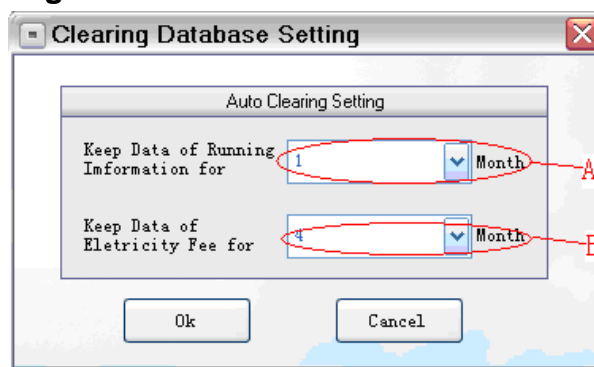 Clearing Database Setting
Auto Clearing Setting
Keep Data of Running
Imformation for
1
Month
A
Keep Data of
Eletricity Fee for
4
Month
Ok
Cancel